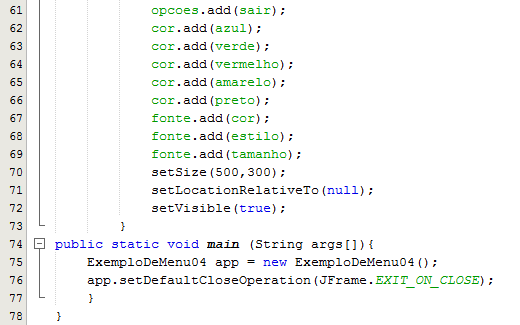 61 opcoes.add(sair);
62 cor.add(azul);
63 cor.add(verde);
64 cor.add(vermelho);
65 cor.add(amarelo);
66 cor.add(preto);
67 fonte.add(cor);
68 fonte.add(estilo);
69 fonte.add(tamanho);
70 setSize(500,300);
71 setLocationRelativeTo(null);
72 setVisible(true);
73 }
74 public static void main (String args[]){
75 ExemploDeMenu04 app = new ExemploDeMenu04();
76 app.setDefaultCloseOperation(JFrame.EXIT_ON_CLOSE);
77 }
78 }